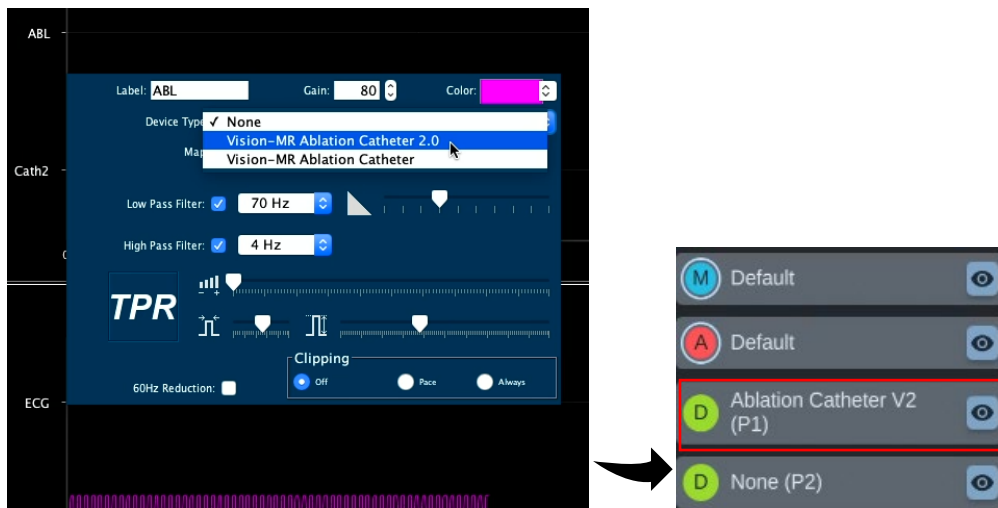 ABL
Label: ABL Gain: 80 Color:
Device Type
✓ None
Vision-MR Ablation Catheter 2.0
Map
Vision-MR Ablation Catheter
Cath2
Low Pass Filter: 70 Hz
High Pass Filter: 4 Hz
TPR
- +
Clipping
60Hz Reduction: Off Pace Always
ECG
M Default
A Default
D Ablation Catheter V2
(P1)
D None (P2)